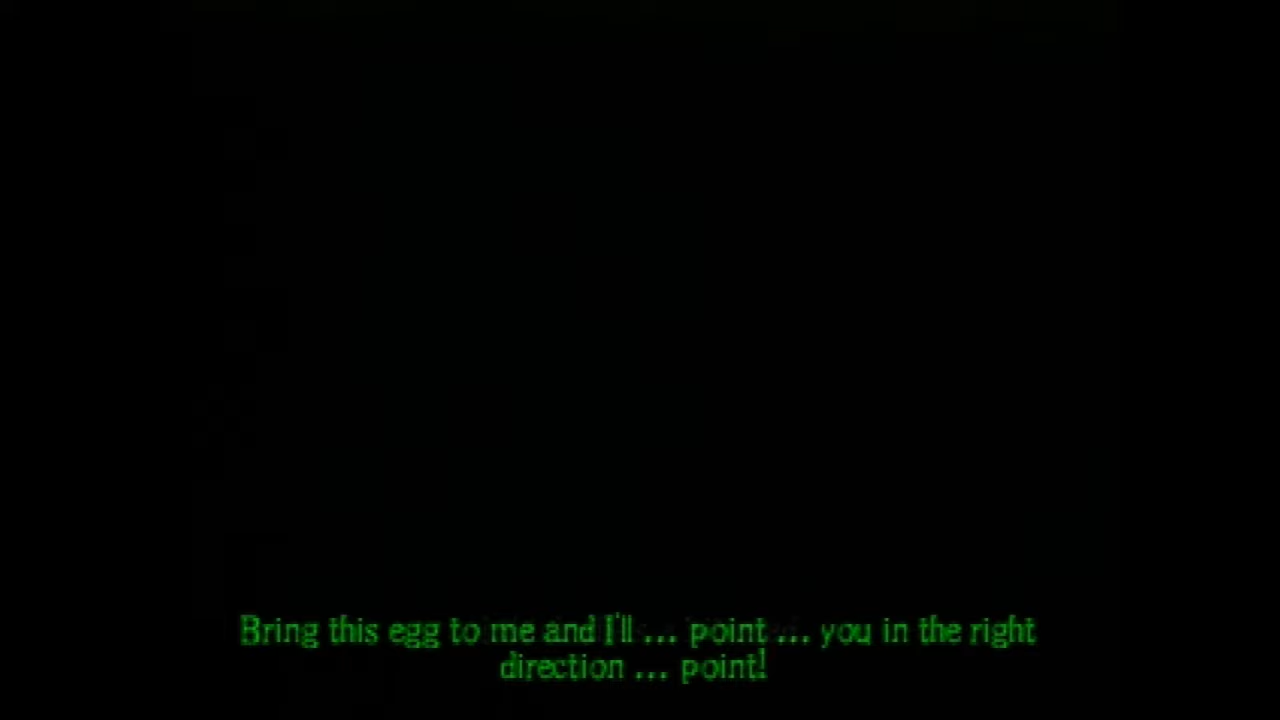 Bring this egg to me and I'll ... point ... you in the right
direction ... point!